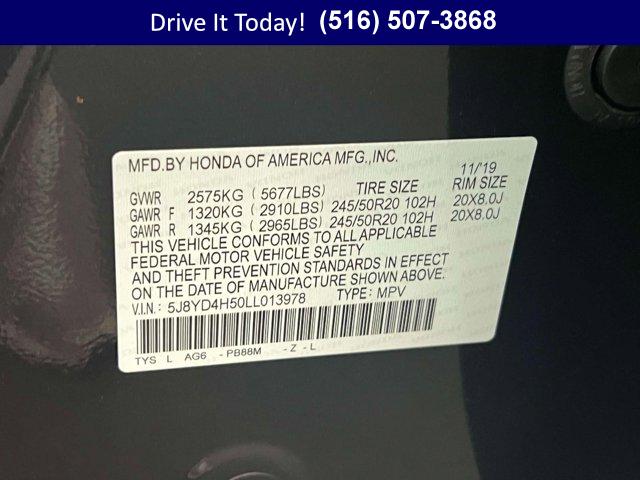 Drive It Today! (516) 507-3868
MFD.BY HONDA OF AMERICA MFG.,INC.
11/19
GVWR 2575KG (5677LBS) TIRE SIZE RIM SIZE
GAWR F 1320KG (2910LBS) 245/50R20 102H 20X8.0J
GAWR R 1345KG (2965LBS) 245/50R20 102H 20X8.0J
THIS VEHICLE CONFORMS TO ALL APPLICABLE
FEDERAL MOTOR VEHICLE SAFETY
AND THEFT PREVENTION STANDARDS IN EFFECT
ON THE DATE OF MANUFACTURE SHOWN ABOVE.
V.I.N.: 5J8YD4H50LL013978 TYPE: MPV
TYS L AG6 -PB88M -Z-L